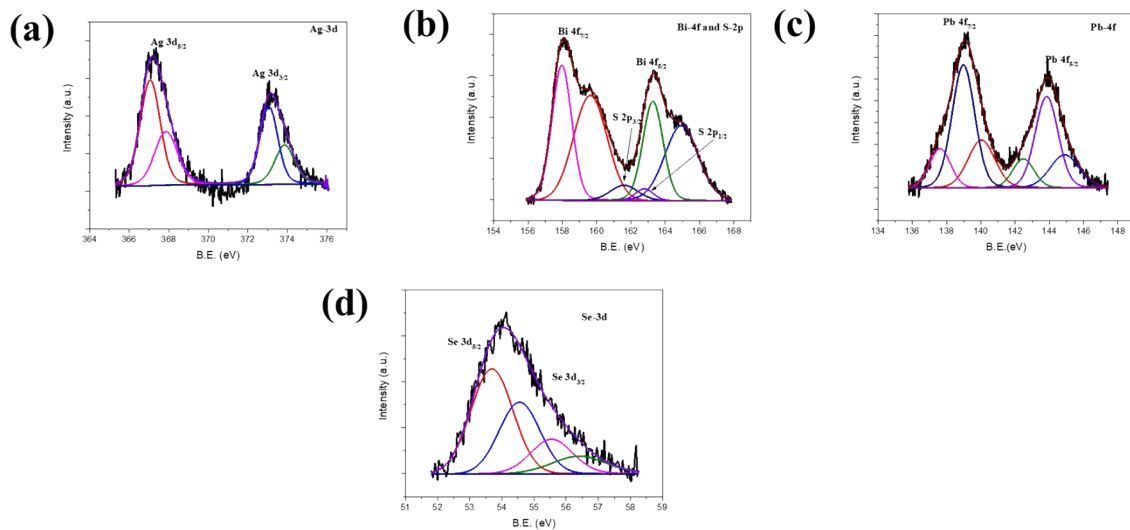 (a)
Ag-3d
Ag 3d5/2
Ag 3d3/2
Intensity (a.u.)
364 366 368 370 372 374 376
B.E. (eV)
(b)
Bi-4f and S-2p
Bi 4f7/2
Bi 4f5/2
S 2p3/2
S 2p1/2
Intensity (a.u.)
154 156 158 160 162 164 166 168
B.E. (eV)
(c)
Pb-4f
Pb 4f7/2
Pb 4f5/2
Intensity (a.u.)
134 136 138 140 142 144 146 148
B.E.(eV)
(d)
Se-3d
Se 3d5/2
Se 3d3/2
Intensity (a.u.)
51 52 53 54 55 56 57 58 59
B.E. (eV)